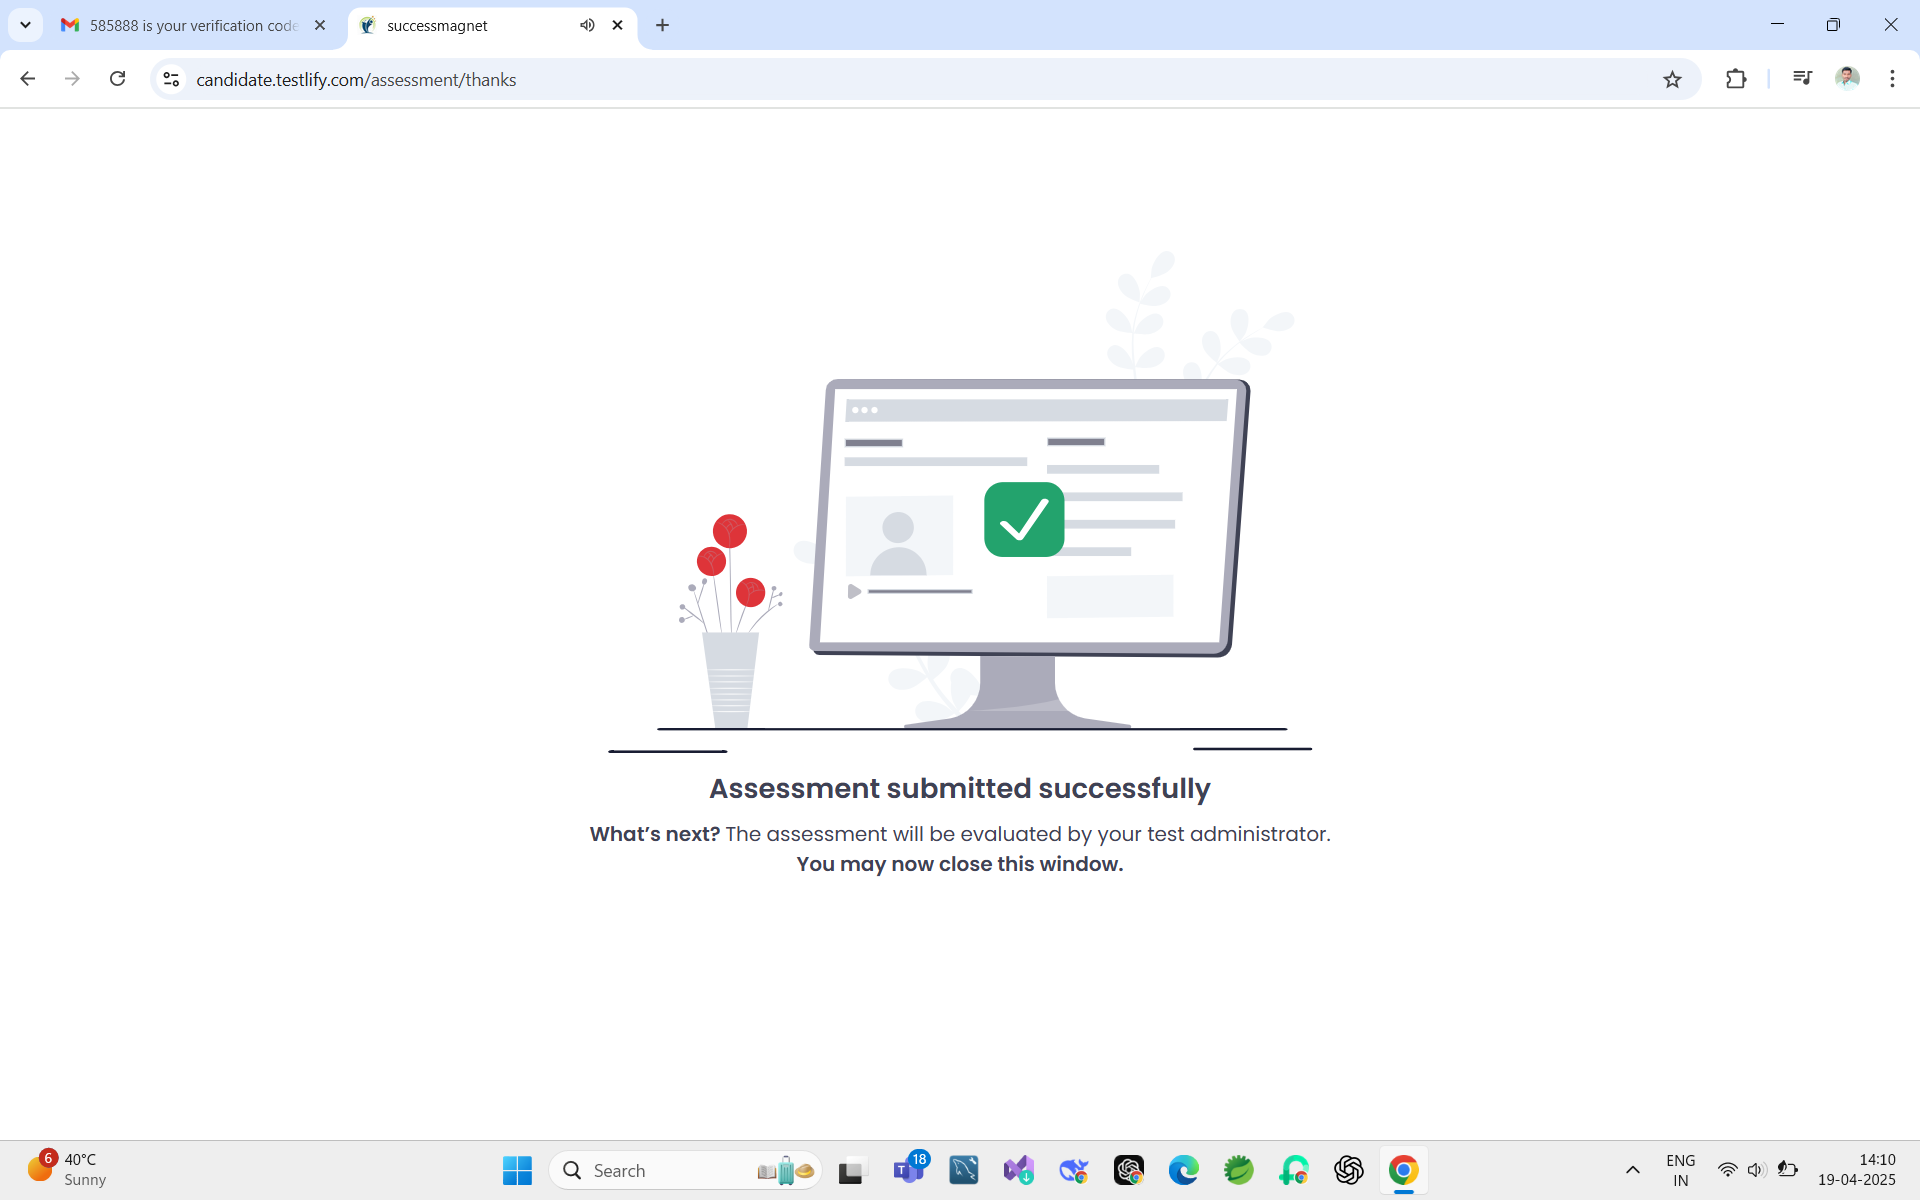 585888 is your verification code
successmagnet
candidate.testlify.com/assessment/thanks
Assessment submitted successfully
What's next? The assessment will be evaluated by your test administrator.
You may now close this window.
6
40°C
Sunny
Search
18
ENG
IN
14:10
19-04-2025